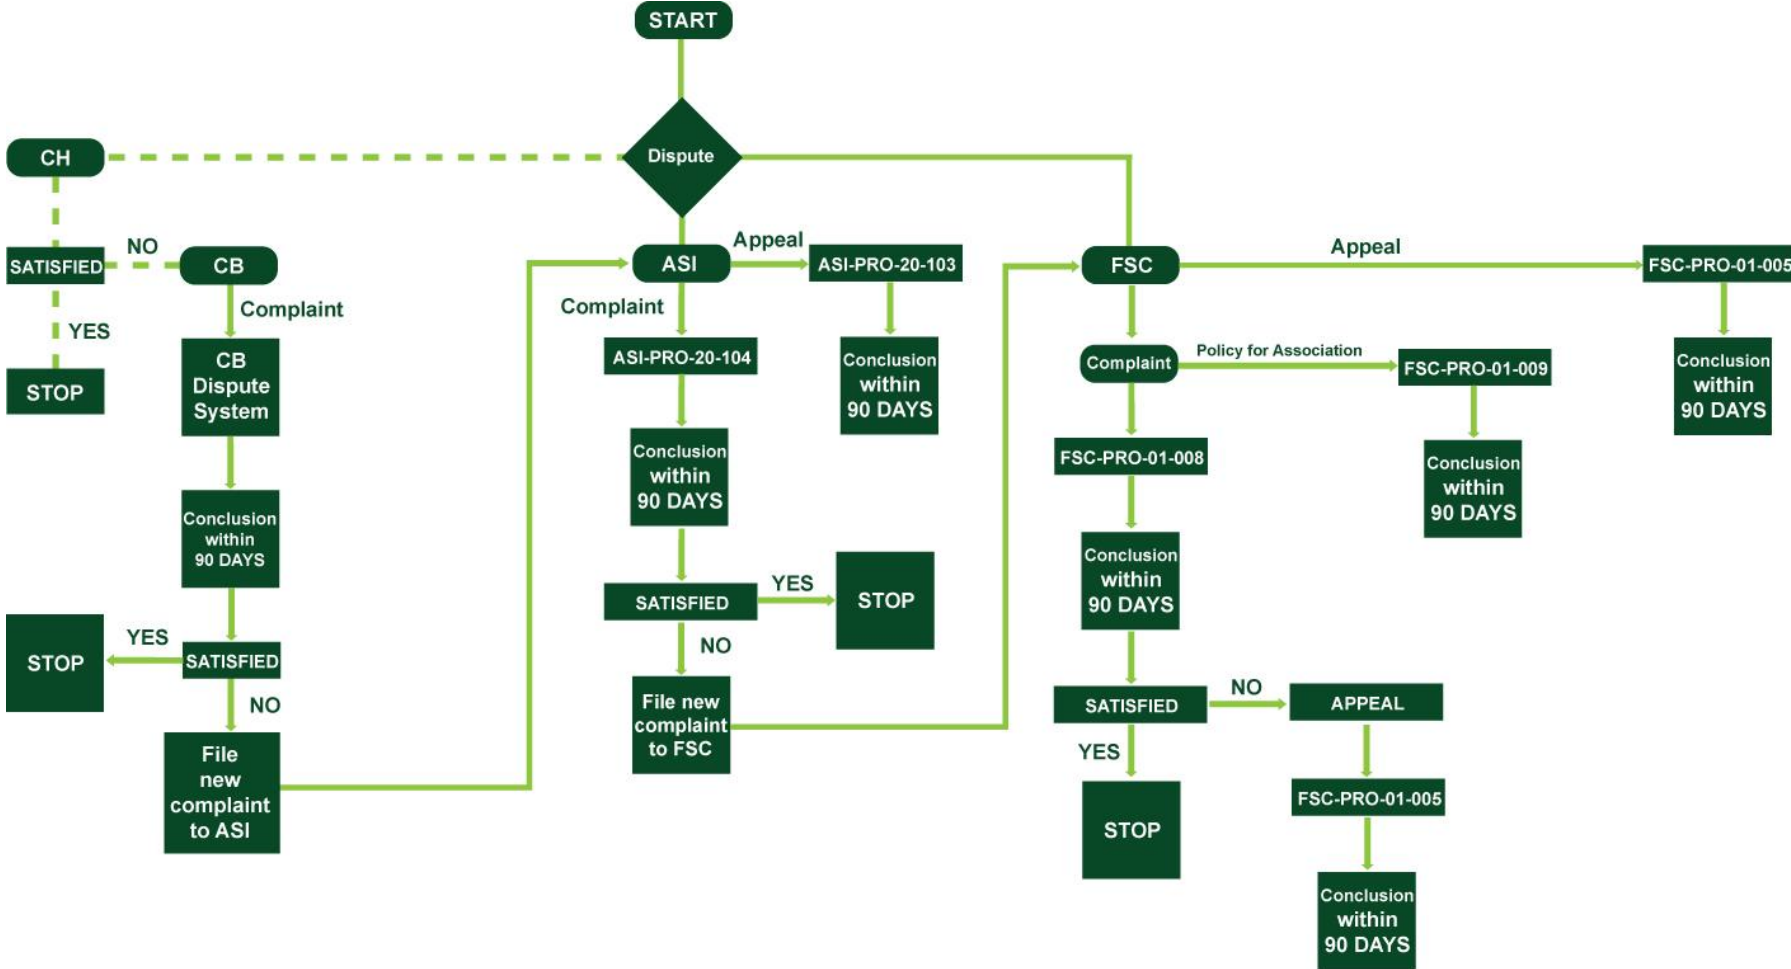 START
Dispute
CH
SATISFIED
NO
YES
STOP
CB
Complaint
CB
Dispute
System
Conclusion
within
90 DAYS
SATISFIED
YES
STOP
NO
File
new
complaint
to ASI
ASI
Appeal
ASI-PRO-20-103
Conclusion
within
90 DAYS
Complaint
ASI-PRO-20-104
Conclusion
within
90 DAYS
SATISFIED
YES
STOP
NO
File new
complaint
to FSC
FSC
Appeal
FSC-PRO-01-005
Conclusion
within
90 DAYS
Complaint
Policy for Association
FSC-PRO-01-009
Conclusion
within
90 DAYS
FSC-PRO-01-008
Conclusion
within
90 DAYS
SATISFIED
NO
APPEAL
YES
STOP
FSC-PRO-01-005
Conclusion
within
90 DAYS